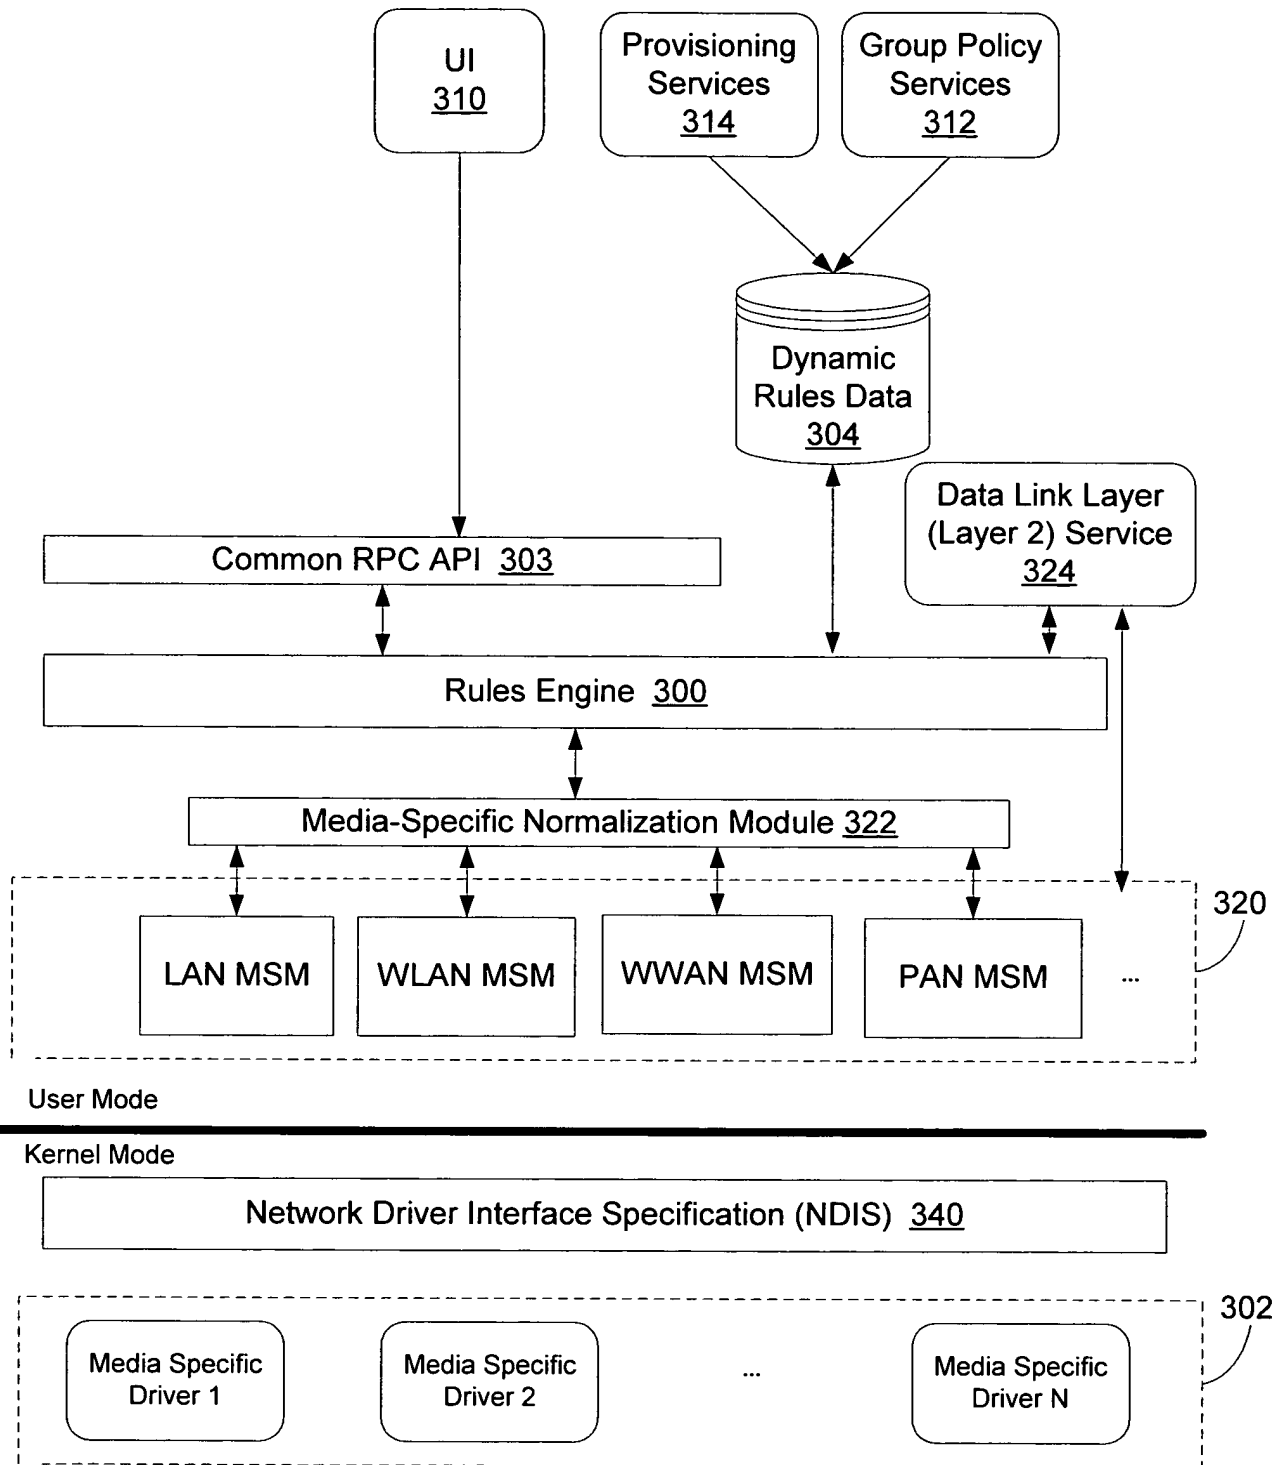 UI
310
Provisioning
Services
314
Group Policy
Services
312
Dynamic
Rules Data
304
Data Link Layer
(Layer 2) Service
324
Common RPC API 303
Rules Engine 300
Media-Specific Normalization Module 322
320
LAN MSM
WLAN MSM
WWAN MSM
PAN MSM
...
User Mode
Kernel Mode
Network Driver Interface Specification (NDIS) 340
302
Media Specific
Driver 1
Media Specific
Driver 2
...
Media Specific
Driver N